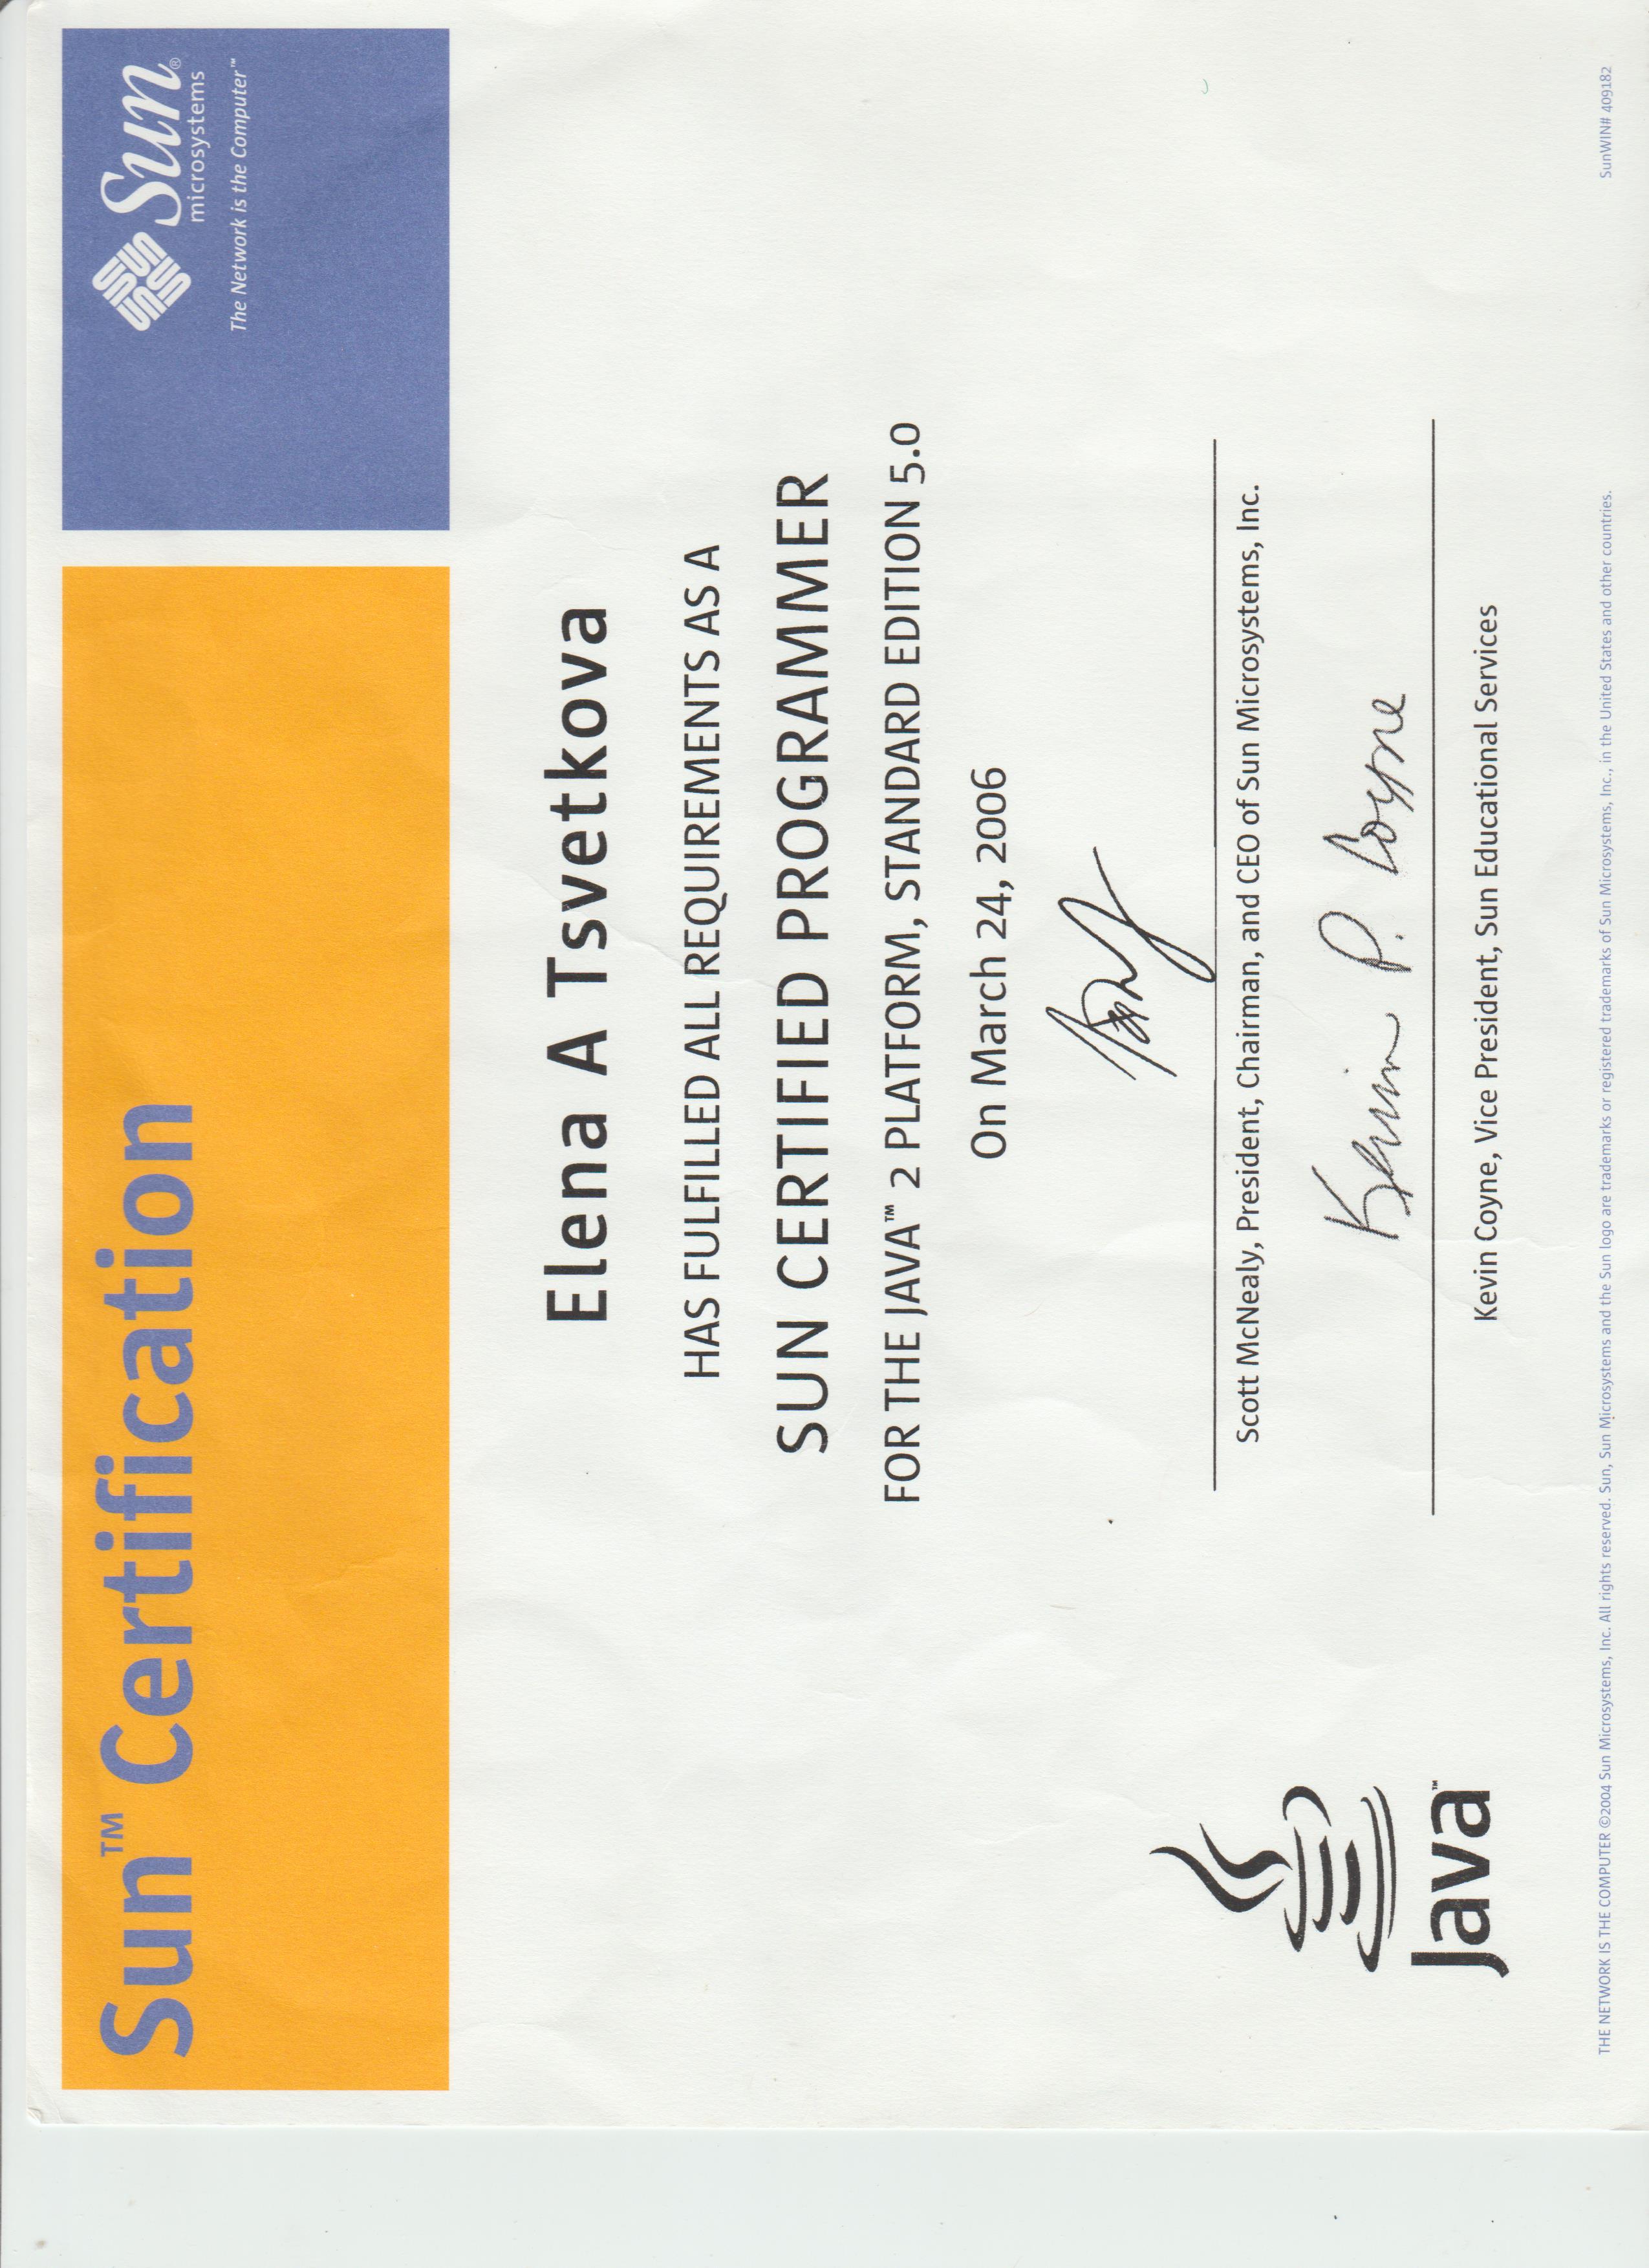 Sun™ Certification
Sun®
microsystems
The Network is the Computer™
Elena A Tsvetkova
HAS FULFILLED ALL REQUIREMENTS AS A
SUN CERTIFIED PROGRAMMER
FOR THE JAVA™ 2 PLATFORM, STANDARD EDITION 5.0
On March 24, 2006
Scott McNealy, President, Chairman, and CEO of Sun Microsystems, Inc.
Kevin P. Coyne
Kevin Coyne, Vice President, Sun Educational Services
Java™
THE NETWORK IS THE COMPUTER ©2004 Sun Microsystems, Inc. All rights reserved. Sun, Sun Microsystems and the Sun logo are trademarks or registered trademarks of Sun Microsystems, Inc., in the United States and other countries.
SunWIN# 409182